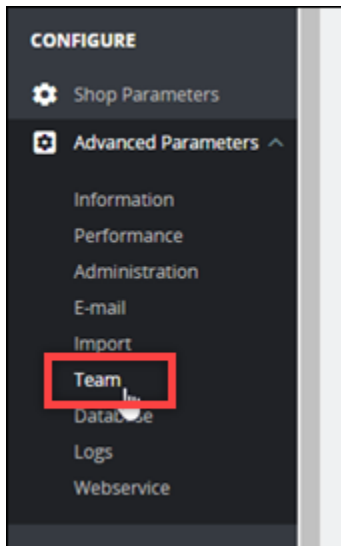 CONFIGURE
Shop Parameters
Advanced Parameters
Information
Performance
Administration
E-mail
Import
Team
Database
Logs
Webservice